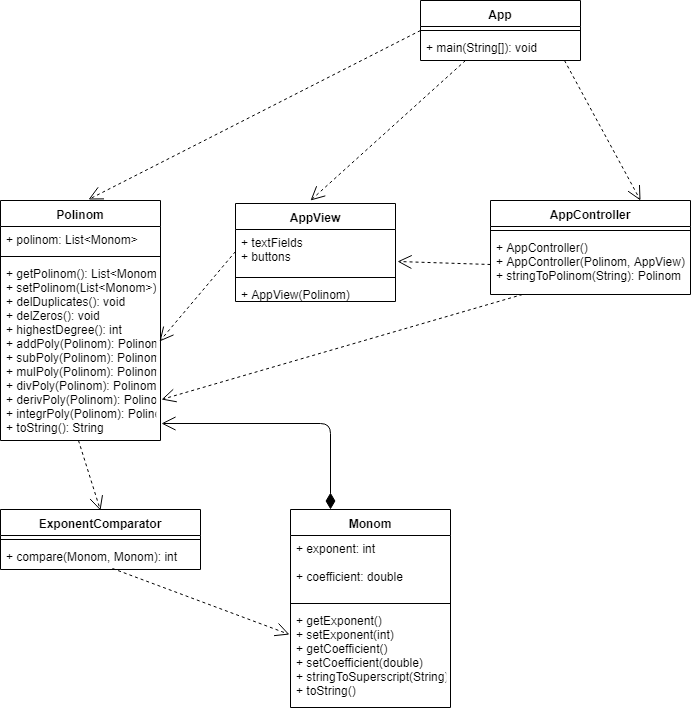 App
+ main(String[]): void
Polinom
+ polinom: List<Monom>
+ getPolinom(): List<Monom
+ setPolinom(List<Monom>)
+ delDuplicates(): void
+ delZeros(): void
+ highestDegree(): int
+ addPoly(Polinom): Polinom
+ subPoly(Polinom): Polinom
+ mulPoly(Polinom): Polinom
+ divPoly(Polinom): Polinom
+ derivPoly(Polinom): Polino
+ integrPoly(Polinom): Polin
+ toString(): String
AppView
+ textFields
+ buttons
+ AppView(Polinom)
AppController
+ AppController()
+ AppController(Polinom, AppView)
+ stringToPolinom(String): Polinom
ExponentComparator
+ compare(Monom, Monom): int
Monom
+ exponent: int
+ coefficient: double
+ getExponent()
+ setExponent(int)
+ getCoefficient()
+ setCoefficient(double)
+ stringToSuperscript(String)
+ toString()